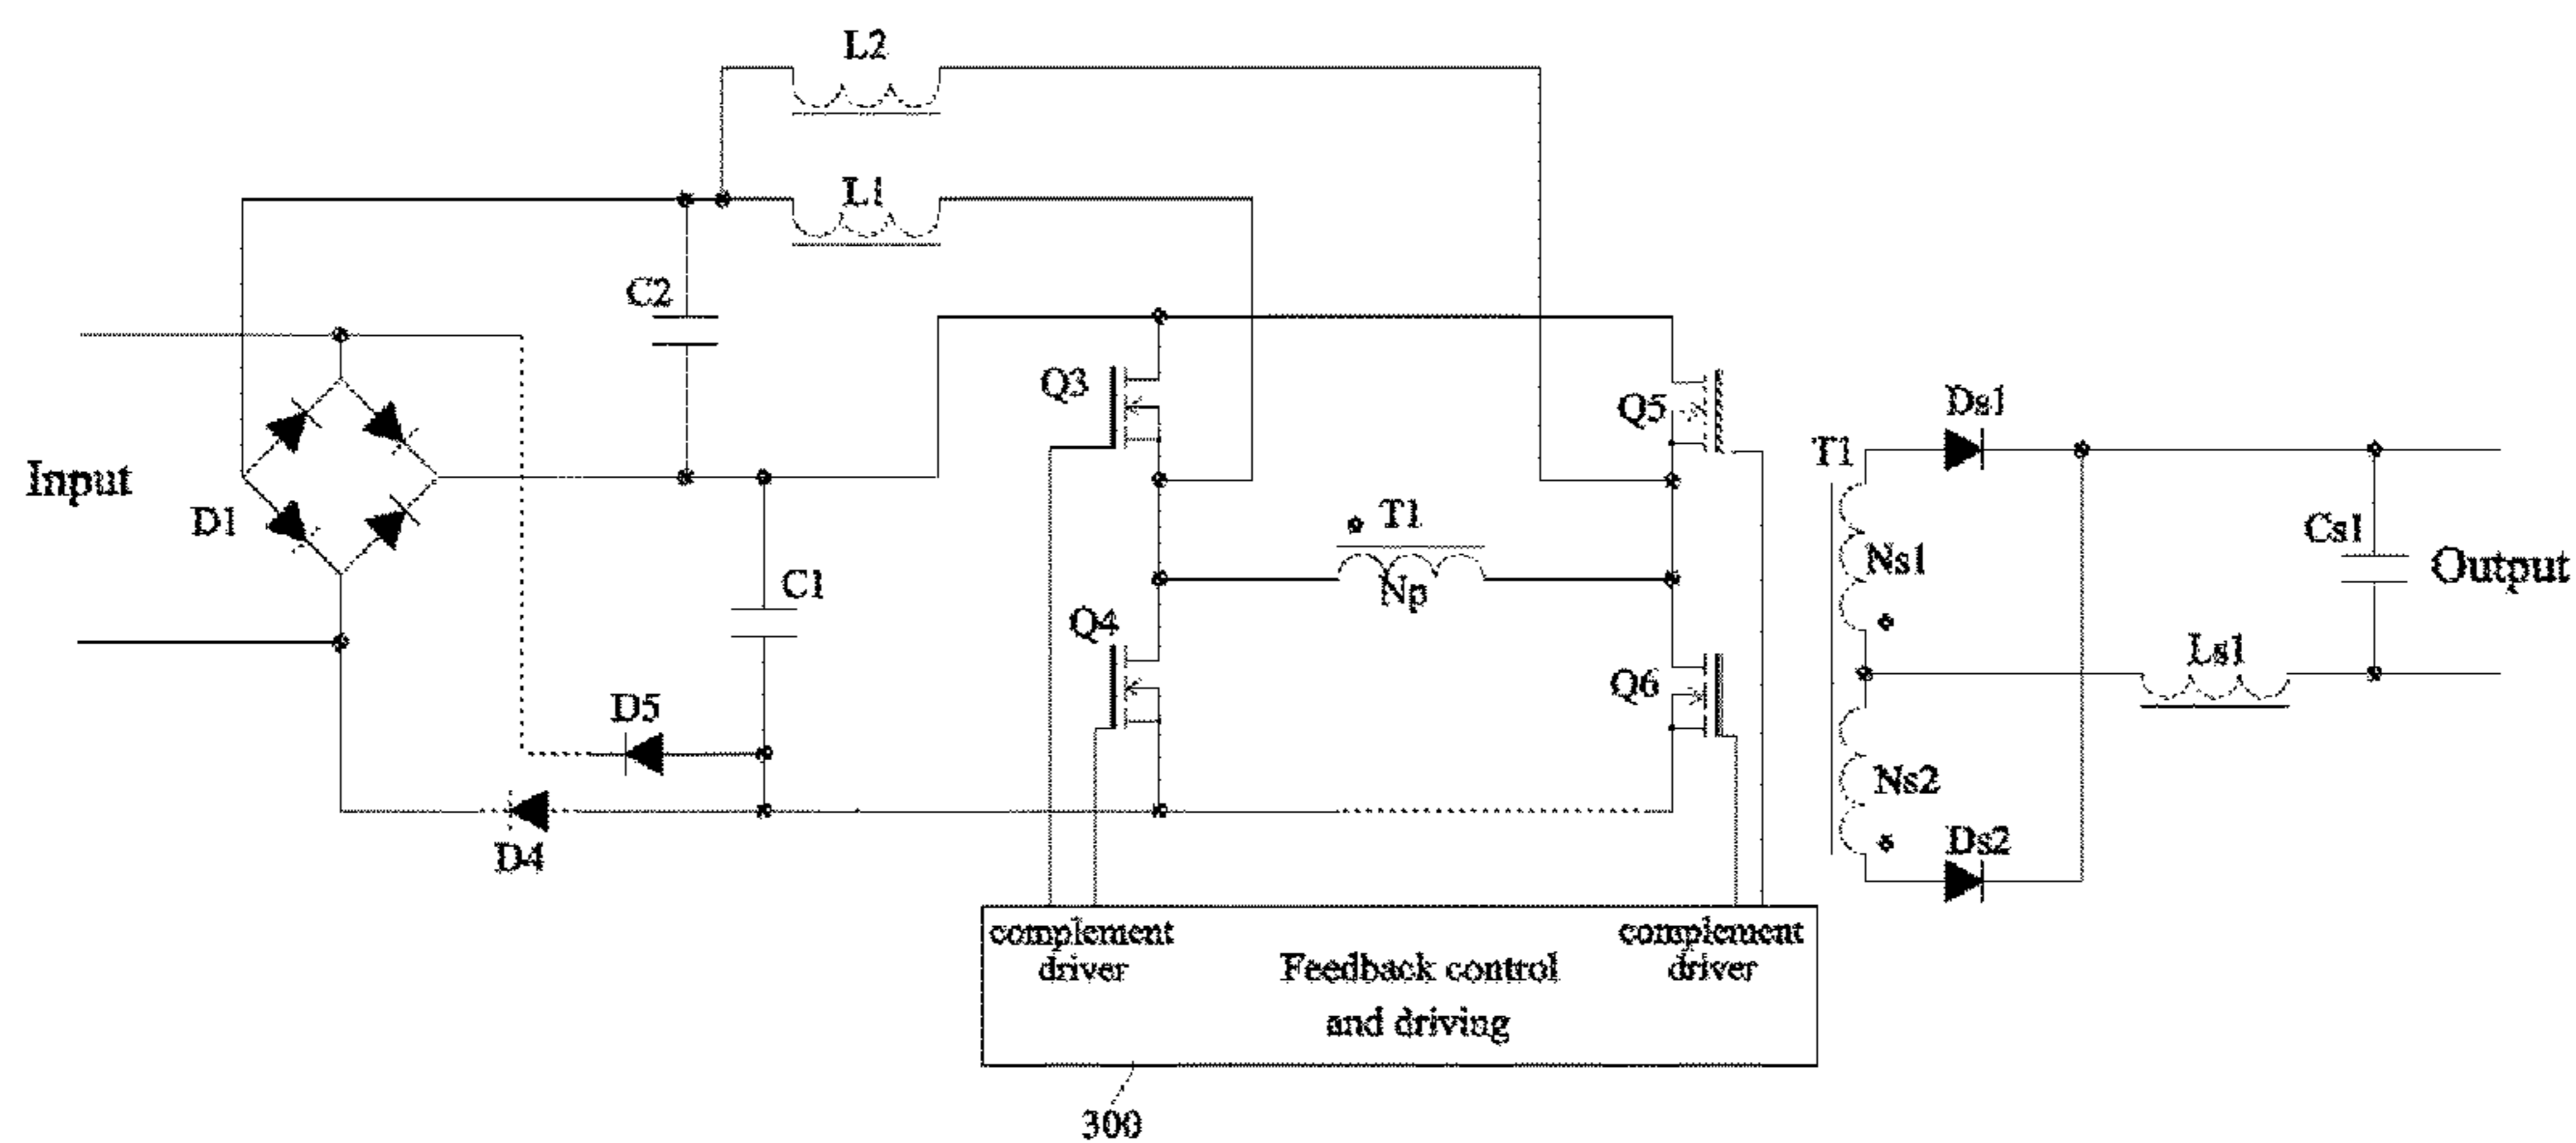 L2
L1
C2
Q3
Q5
Ds1
T1
Input
D1
T1
Np
Ns1
Cs1
Output
C1
Q4
Q6
Ls1
D5
Ns2
D4
Ds2
complement
driver
Feedback control
and driving
complement
driver
300